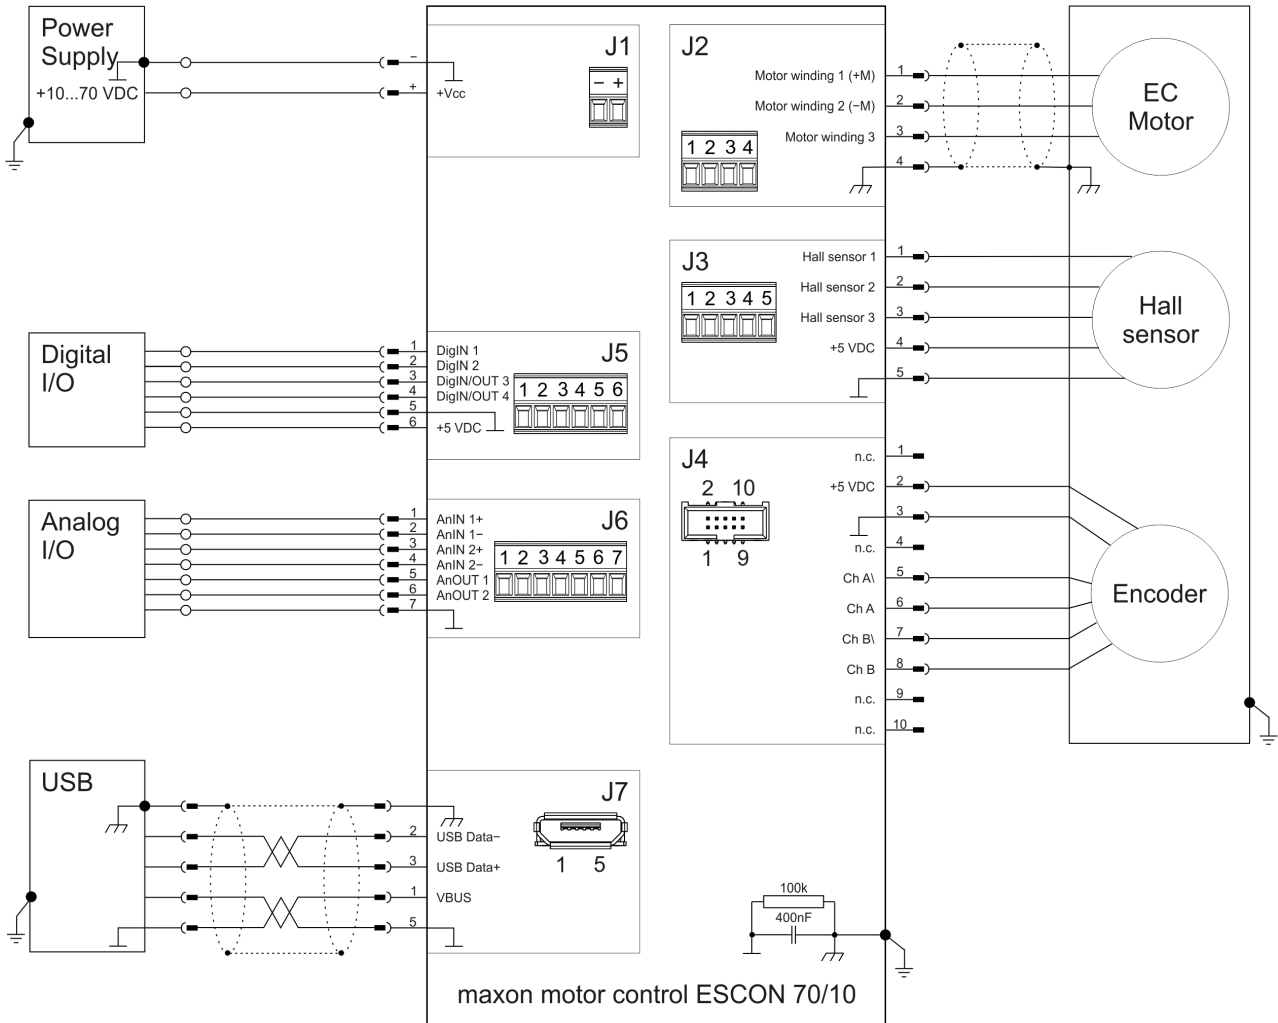 Power
Supply
+10...70 VDC
−
+
+Vcc
J1
− +
J2
Motor winding 1 (+M)
Motor winding 2 (−M)
Motor winding 3
1 2 3 4
1
2
3
4
EC
Motor
J3
1 2 3 4 5
Hall sensor 1
Hall sensor 2
Hall sensor 3
+5 VDC
1
2
3
4
5
Hall
sensor
Digital
I/O
1
2
3
4
5
6
DigIN 1
DigIN 2
DigIN/OUT 3
DigIN/OUT 4
+5 VDC
J5
1 2 3 4 5 6
J4
2 10
1 9
n.c.
+5 VDC
n.c.
Ch A\
Ch A
Ch B\
Ch B
n.c.
n.c.
1
2
3
4
5
6
7
8
9
10
Encoder
Analog
I/O
1
2
3
4
5
6
7
AnIN 1+
AnIN 1−
AnIN 2+
AnIN 2−
AnOUT 1
AnOUT 2
J6
1 2 3 4 5 6 7
USB
2
3
1
5
USB Data−
USB Data+
VBUS
J7
1 5
100k
400nF
maxon motor control ESCON 70/10